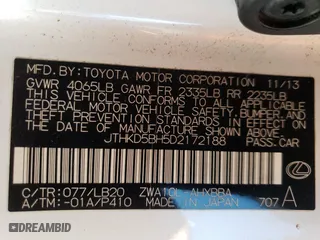 MFD. BY: TOYOTA MOTOR CORPORATION 11/13
GVWR 4065LB GAWR FR 2335LB RR 2235LB
THIS VEHICLE CONFORMS TO ALL APPLICABLE
FEDERAL MOTOR VEHICLE SAFETY, BUMPER, AND
THEFT PREVENTION STANDARDS IN EFFECT ON
THE DATE OF MANUFACTURE SHOWN ABOVE.
JTHKD5BH5D2172188 PASS.CAR
C/TR:077/LB20 ZWA10L-AHXBBA A
A/TM:-01A/P410 MADE IN JAPAN 707
© BIDFAX